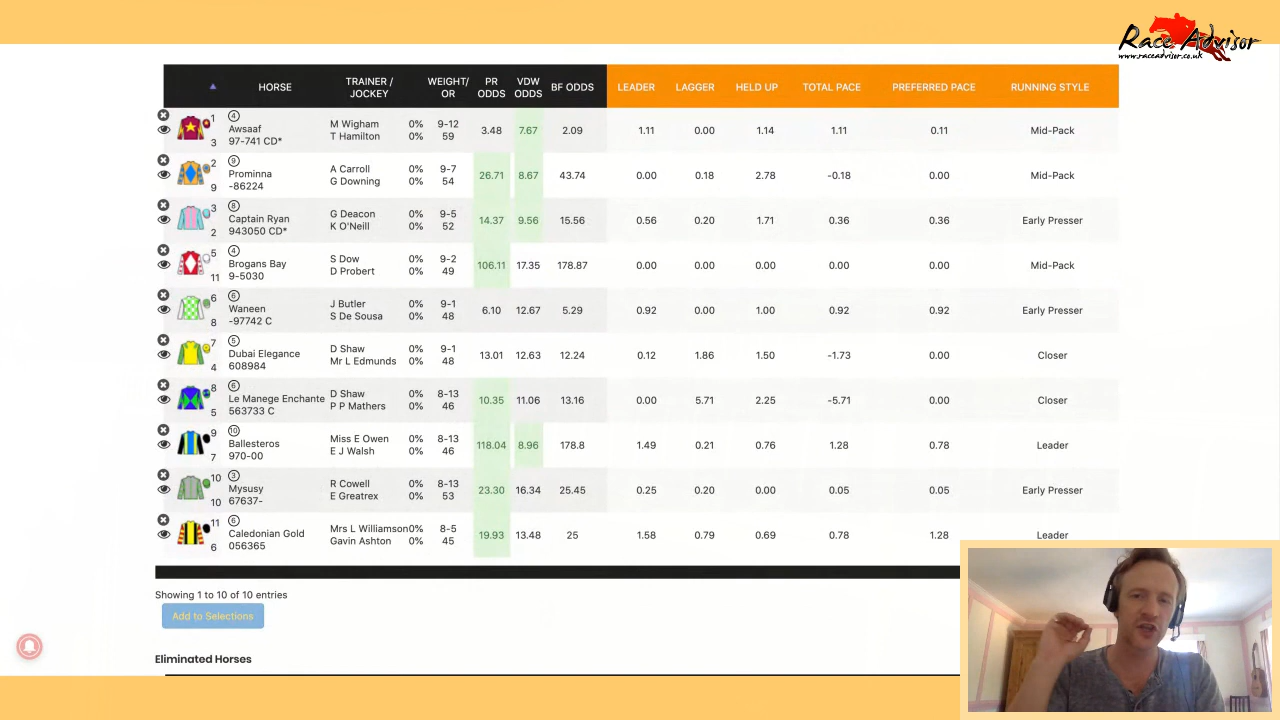 Race Advisor
www.raceadvisor.co.uk
HORSE TRAINER / JOCKEY WEIGHT/ OR PR ODDS VDW ODDS BF ODDS LEADER LAGGER HELD UP TOTAL PACE PREFERRED PACE RUNNING STYLE
1 3 4 Awsaaf 97-741 CD* M Wigham T Hamilton 0% 0% 9-12 59 3.48 7.67 2.09 1.11 0.00 1.14 1.11 0.11 Mid-Pack
2 9 9 Prominna -86224 A Carroll G Downing 0% 0% 9-7 54 26.71 8.67 43.74 0.00 0.18 2.78 -0.18 0.00 Mid-Pack
3 2 8 Captain Ryan 943050 CD* G Deacon K O'Neill 0% 0% 9-5 52 14.37 9.56 15.56 0.56 0.20 1.71 0.36 0.36 Early Presser
5 11 4 Brogans Bay 9-5030 S Dow D Probert 0% 0% 9-2 49 106.11 17.35 178.87 0.00 0.00 0.00 0.00 0.00 Mid-Pack
6 8 6 Waneen -97742 C J Butler S De Sousa 0% 0% 9-1 48 6.10 12.67 5.29 0.92 0.00 1.00 0.92 0.92 Early Presser
7 4 5 Dubai Elegance 608984 D Shaw Mr L Edmunds 0% 0% 9-1 48 13.01 12.63 12.24 0.12 1.86 1.50 -1.73 0.00 Closer
8 5 6 Le Manege Enchante 563733 C D Shaw P P Mathers 0% 0% 8-13 46 10.35 11.06 13.16 0.00 5.71 2.25 -5.71 0.00 Closer
9 7 10 Ballesteros 970-00 Miss E Owen E J Walsh 0% 0% 8-13 46 118.04 8.96 178.8 1.49 0.21 0.76 1.28 0.78 Leader
10 10 3 Mysusy 67637- R Cowell E Greatrex 0% 0% 8-13 53 23.30 16.34 25.45 0.25 0.20 0.00 0.05 0.05 Early Presser
11 6 6 Caledonian Gold 056365 Mrs L Williamson Gavin Ashton 0% 0% 8-5 45 19.93 13.48 25 1.58 0.79 0.69 0.78 1.28 Leader
Showing 1 to 10 of 10 entries
Add to Selections
Eliminated Horses